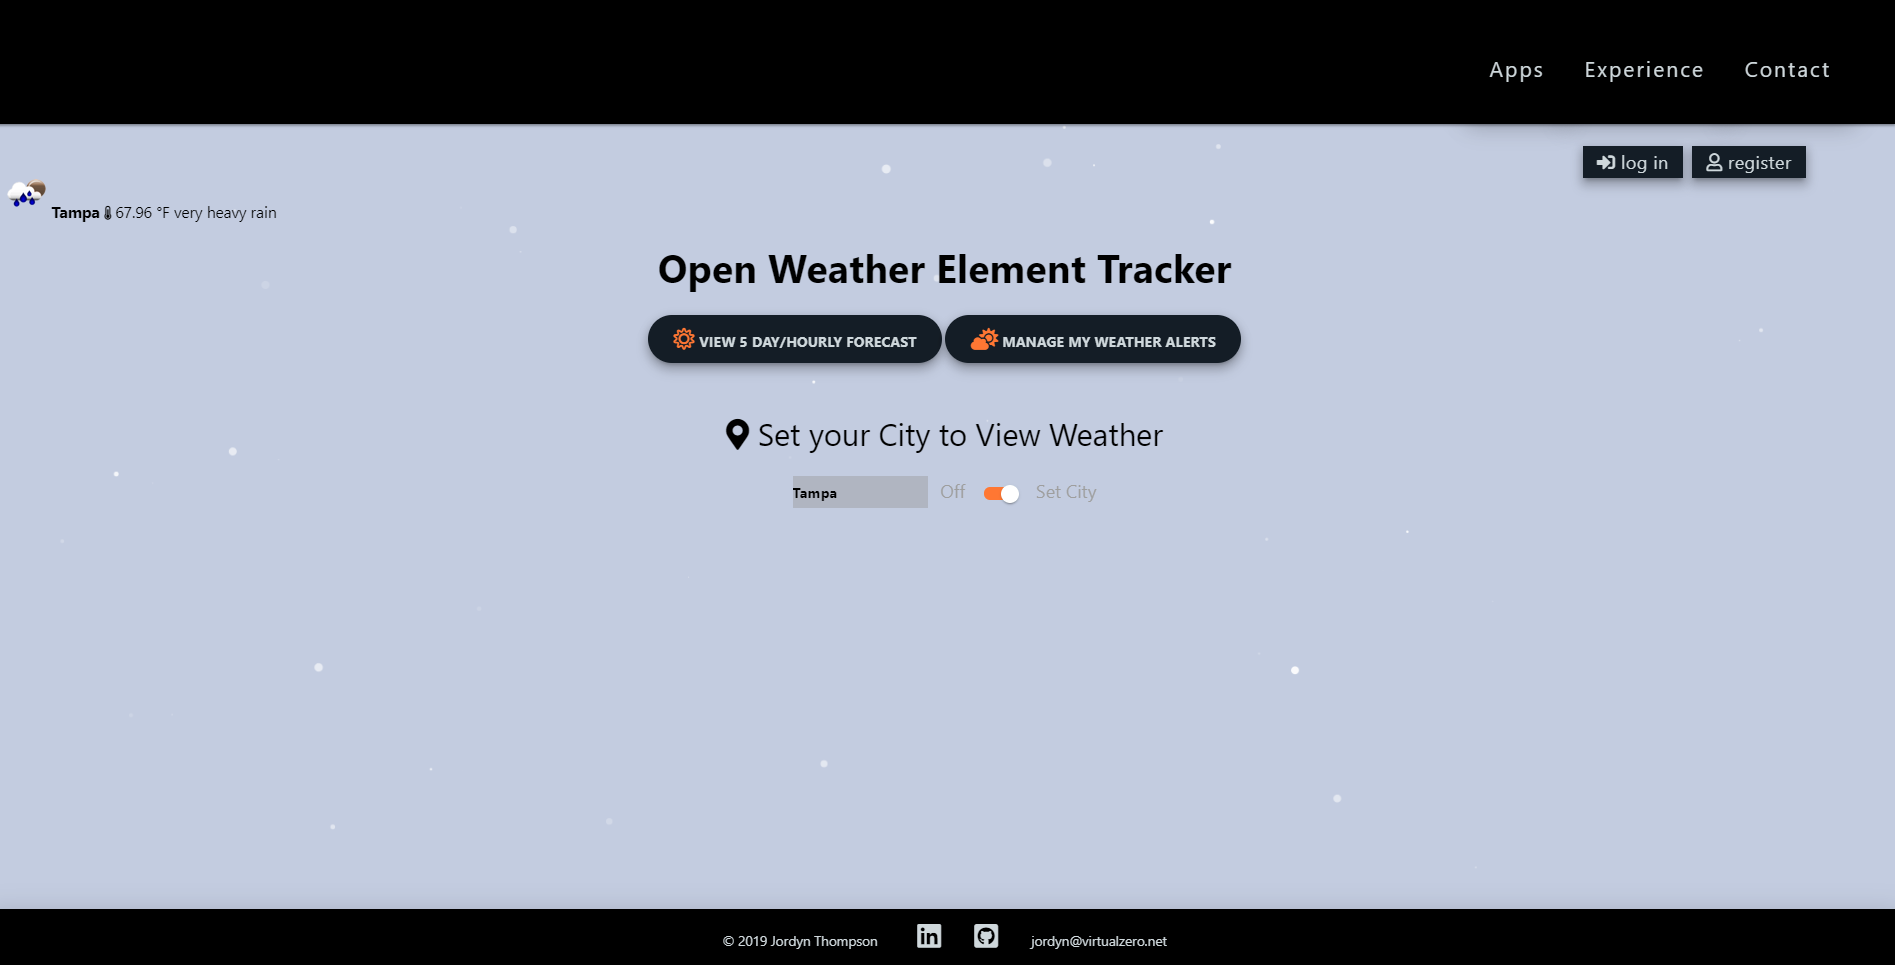 Apps Experience Contact
log in register
Tampa 67.96 °F very heavy rain
Open Weather Element Tracker
VIEW 5 DAY/HOURLY FORECAST MANAGE MY WEATHER ALERTS
Set your City to View Weather
Tampa Off Set City
© 2019 Jordyn Thompson in jordyn@virtualzero.net